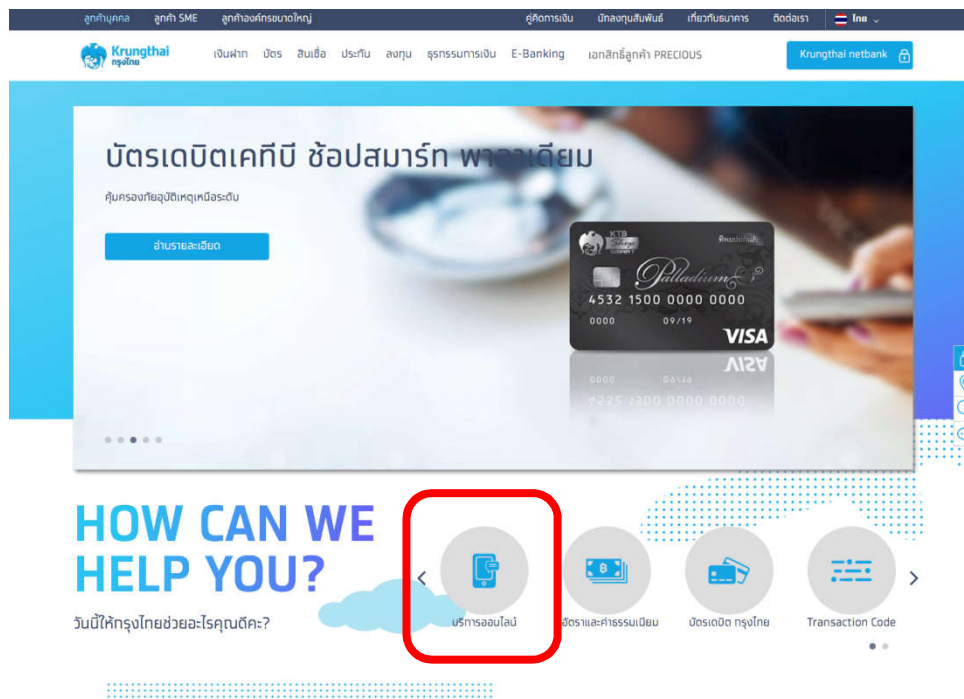 ลูกค้าบุคคล ลูกค้า SME ลูกค้าองค์กรขนาดใหญ่ คู่คิดการเงิน นักลงทุนสัมพันธ์ เกี่ยวกับธนาคาร ติดต่อเรา ไทย
Krungthai
กรุงไทย
เงินฝาก บัตร สินเชื่อ ประกัน ลงทุน ธุรกรรมการเงิน E-Banking เอกสิทธิ์ลูกค้า PRECIOUS Krungthai netbank
บัตรเดบิตเคทีบี ช้อปสมาร์ท พาลาเดียม
คุ้มครองภัยอุบัติเหตุเหนือระดับ
อ่านรายละเอียด
KTB
Shop
SMART
ทิพยประกันภัย
Palladium
4532 1500 0000 0000
0000 09/19
VISA
HOW CAN WE
HELP YOU?
วันนี้ให้กรุงไทยช่วยอะไรคุณดีคะ?
บริการออนไลน์ อัตราและค่าธรรมเนียม บัตรเดบิต กรุงไทย Transaction Code